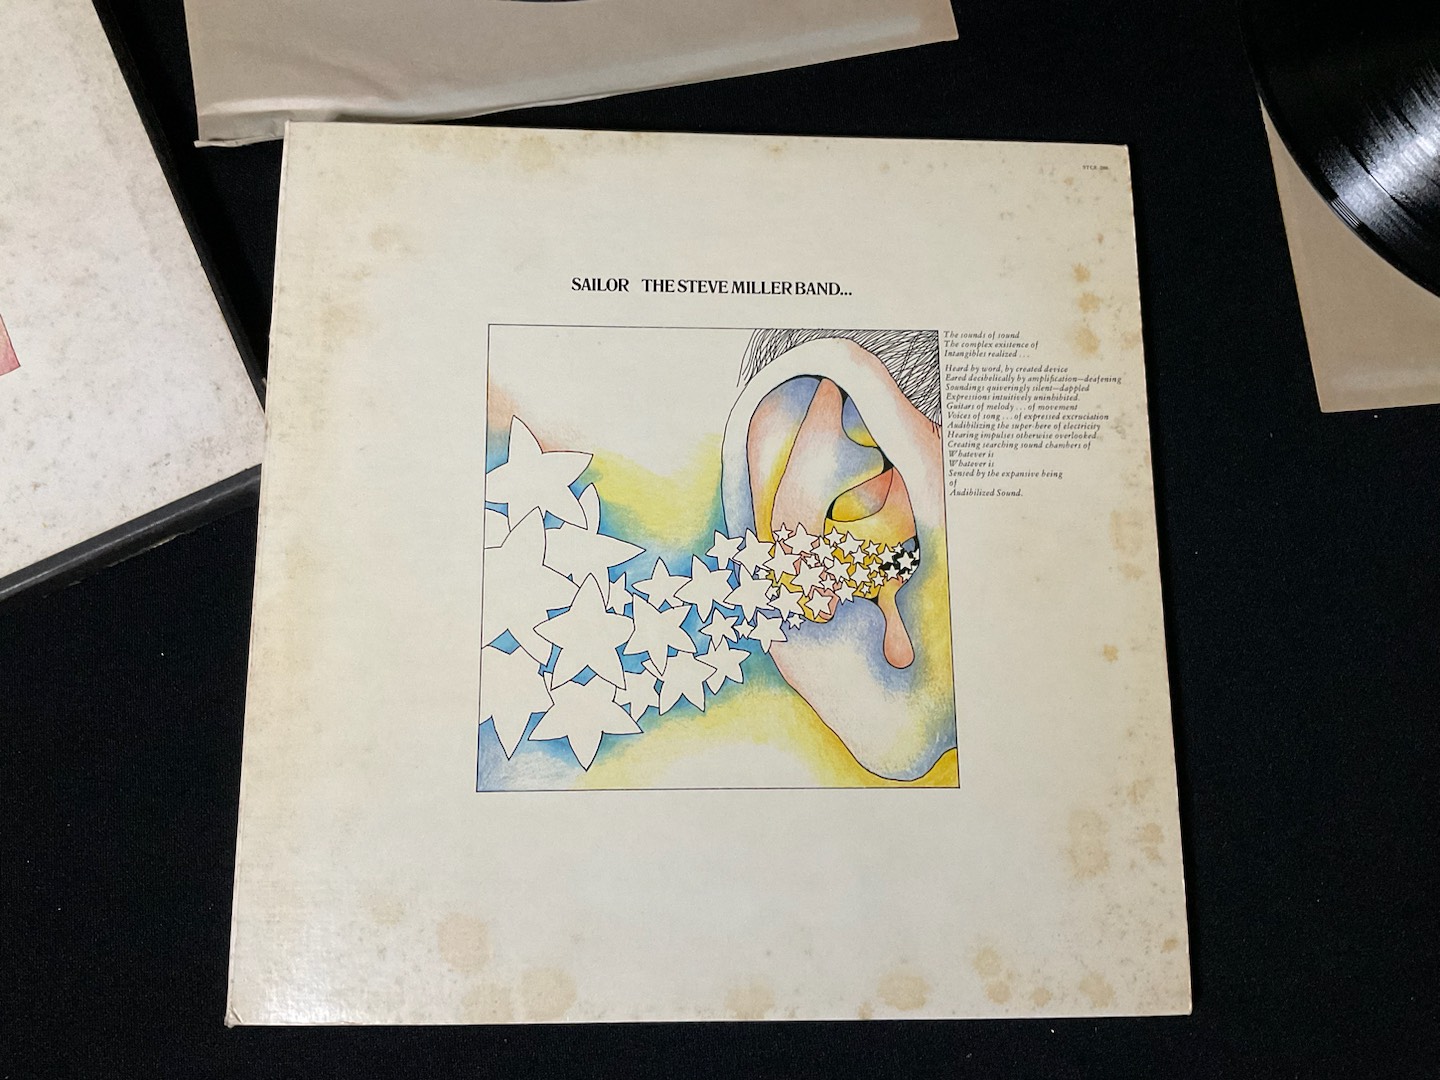 SAILOR THE STEVE MILLER BAND...
The sounds of sound
The complex existence of
Intangibles realized . . .
Heard by word, by created device
Eared decibelically by amplification—deafening
Soundings quiveringly silent—dappled
Expressions intuitively uninhibited.
Guitars of melody . . . of movement
Voices of song . . . of expressed excruciation
Audibilizing the super-here of electricity
Hearing impulses otherwise overlooked
Creating searching sound chambers of
Whatever is
Whatever is
Sensed by the expansive being
of
Audibilized Sound.